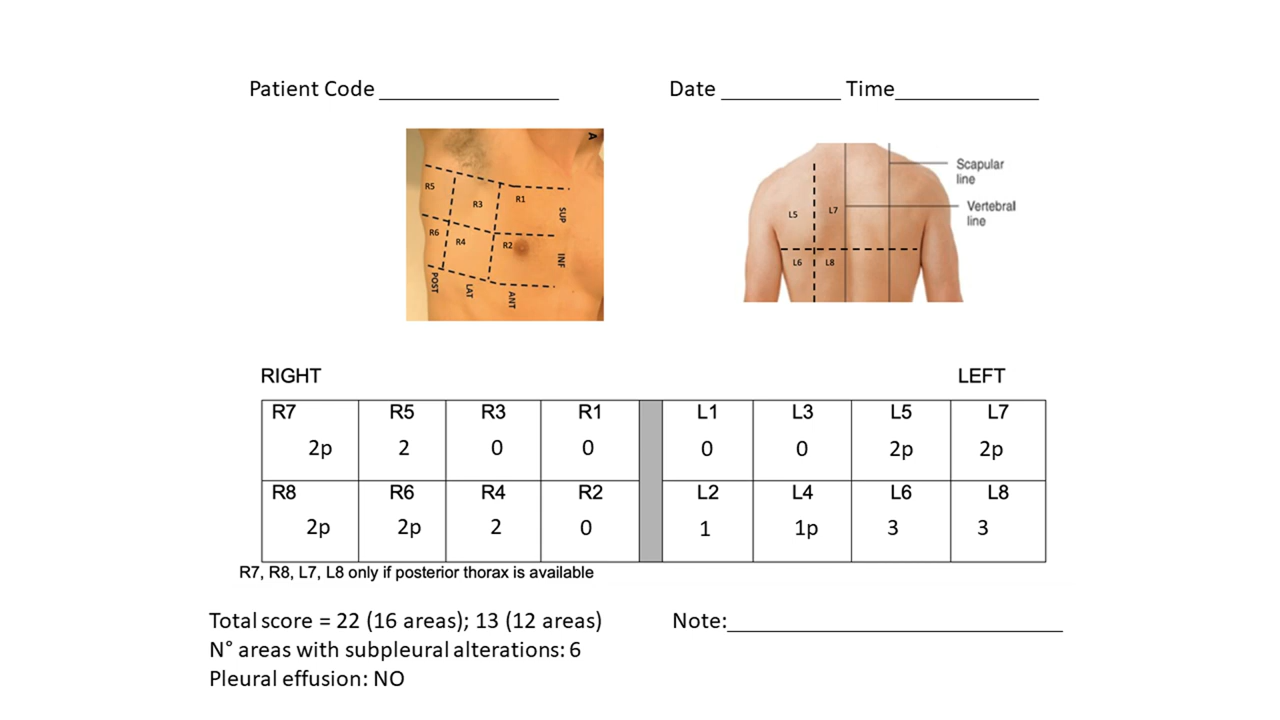 Patient Code _______________ Date __________ Time____________
A
R5 R3 R1 SUP
R6 R4 R2 INF
POST LAT ANT
Scapular
line
Vertebral
line
L5 L7
L6 L8
RIGHT LEFT
R7 R5 R3 R1 L1 L3 L5 L7
2p 2 0 0 0 0 2p 2p
R8 R6 R4 R2 L2 L4 L6 L8
2p 2p 2 0 1 1p 3 3
R7, R8, L7, L8 only if posterior thorax is available
Total score = 22 (16 areas); 13 (12 areas) Note:____________________________
N° areas with subpleural alterations: 6
Pleural effusion: NO